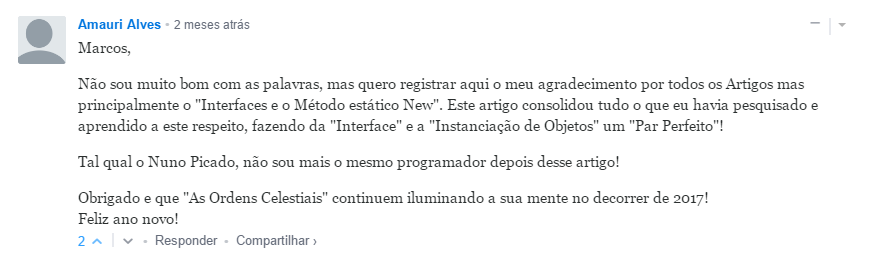 Amauri Alves • 2 meses atrás
Marcos,
Não sou muito bom com as palavras, mas quero registrar aqui o meu agradecimento por todos os Artigos mas
principalmente o "Interfaces e o Método estático New". Este artigo consolidou tudo o que eu havia pesquisado e
aprendido a este respeito, fazendo da "Interface" e a "Instanciação de Objetos" um "Par Perfeito"!
Tal qual o Nuno Picado, não sou mais o mesmo programador depois desse artigo!
Obrigado e que "As Ordens Celestiais" continuem iluminando a sua mente no decorrer de 2017!
Feliz ano novo!
2 • Responder • Compartilhar ›